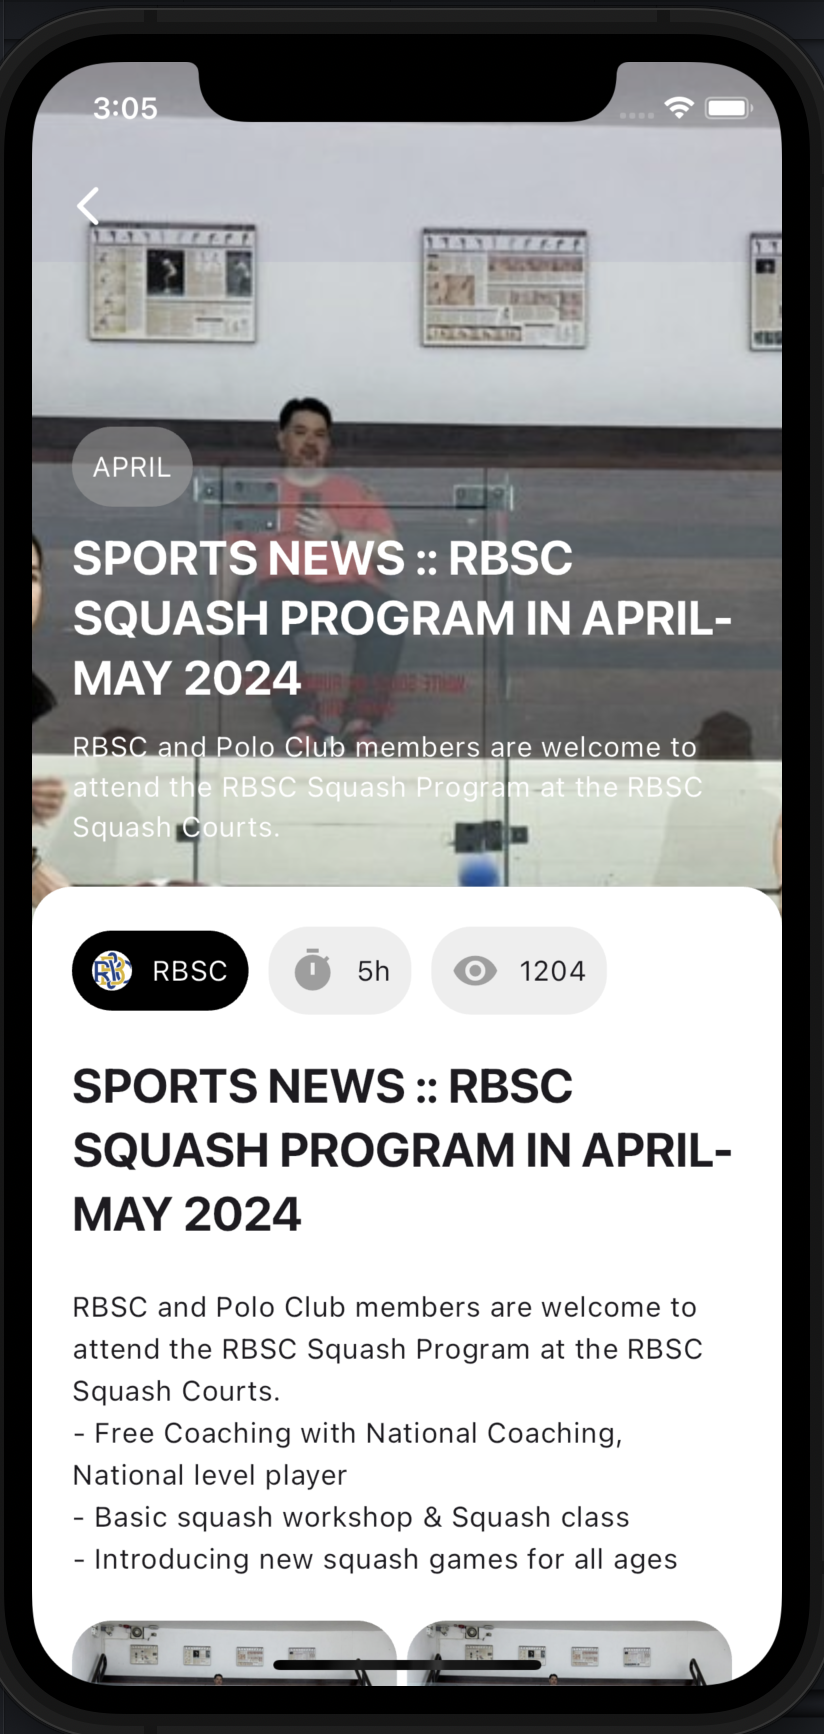 3:05
APRIL
SPORTS NEWS :: RBSC
SQUASH PROGRAM IN APRIL-
MAY 2024
RBSC and Polo Club members are welcome to
attend the RBSC Squash Program at the RBSC
Squash Courts.
RBSC
5h
1204
SPORTS NEWS :: RBSC
SQUASH PROGRAM IN APRIL-
MAY 2024
RBSC and Polo Club members are welcome to
attend the RBSC Squash Program at the RBSC
Squash Courts.
- Free Coaching with National Coaching,
National level player
- Basic squash workshop & Squash class
- Introducing new squash games for all ages